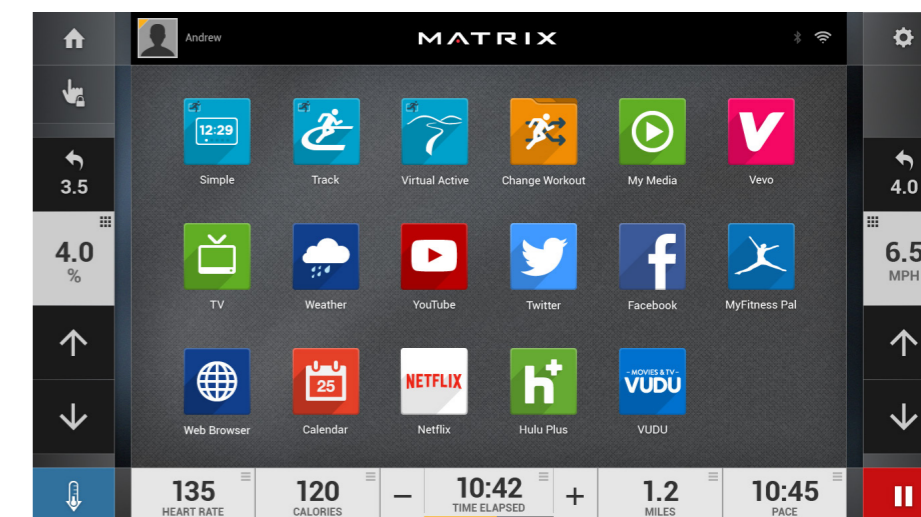 Andrew
MATRIX
3.5
4.0
%
12:29
Simple
Track
Virtual Active
Change Workout
My Media
V
Vevo
TV
Weather
YouTube
Twitter
f
Facebook
MyFitness Pal
Web Browser
25
Calendar
NETFLIX
Netflix
h+
Hulu Plus
- MOVIES & TV -
VUDU
VUDU
4.0
6.5
MPH
135
HEART RATE
120
CALORIES
–
10:42
TIME ELAPSED
+
1.2
MILES
10:45
PACE